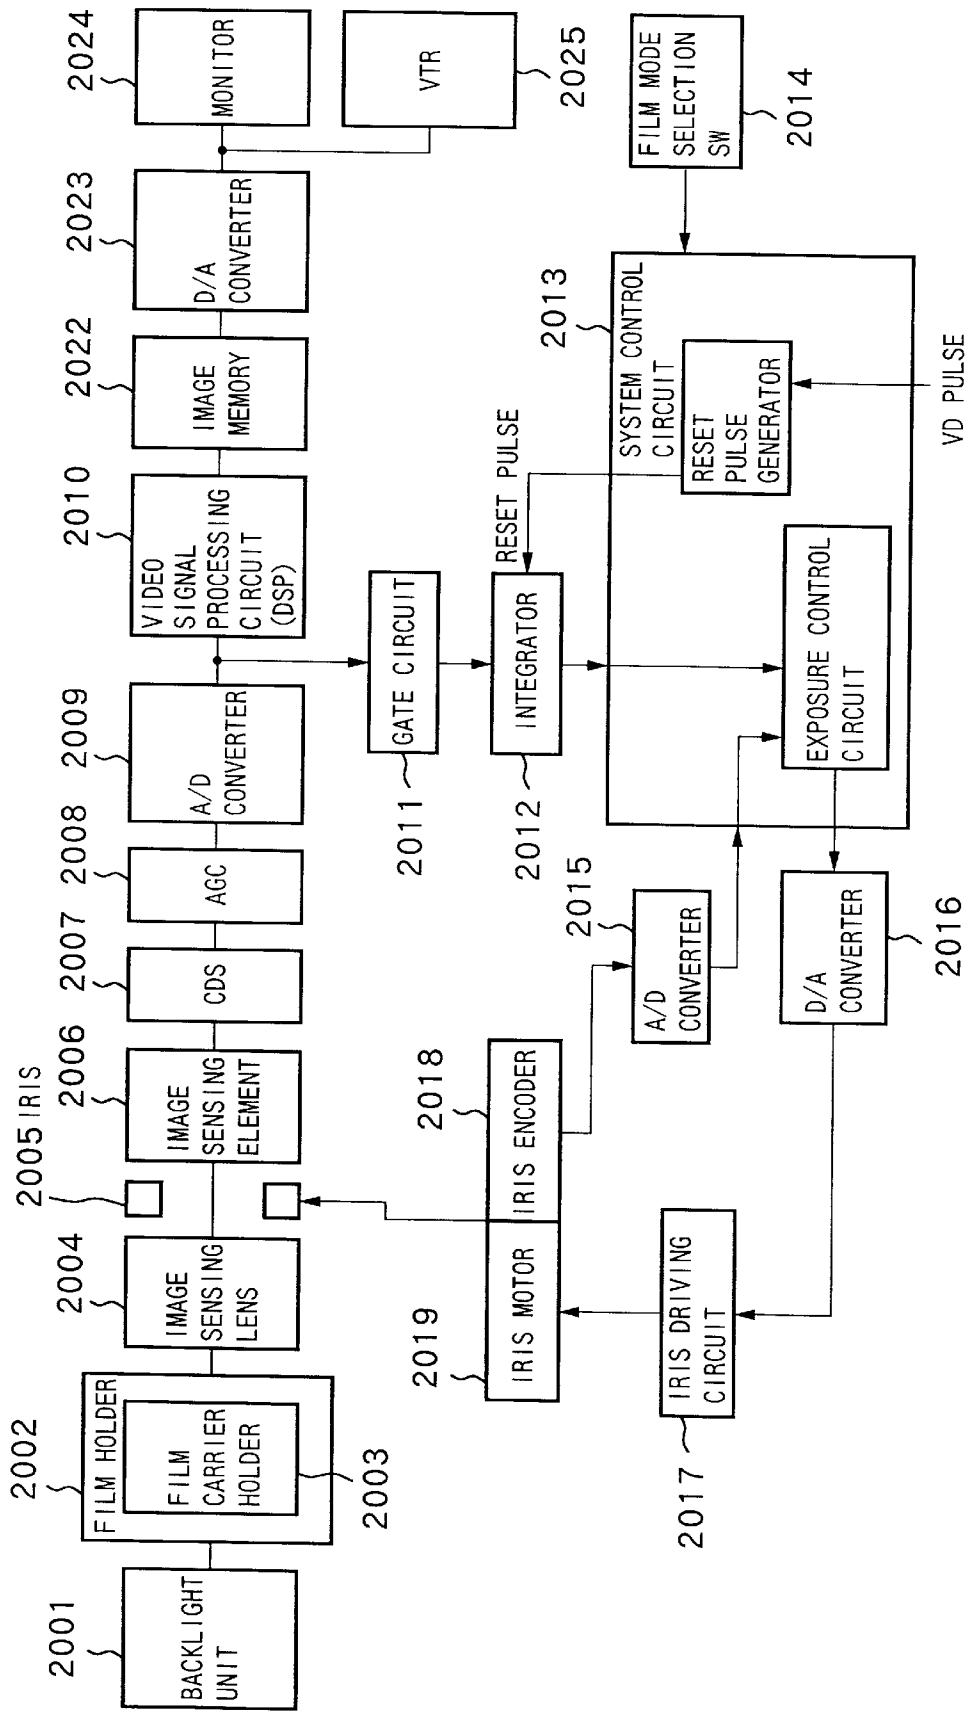 2001
BACKLIGHT
UNIT
2002
FILM HOLDER
FILM
CARRIER
HOLDER
2003
2004
IMAGE
SENSING
LENS
2005 IRIS
2006
IMAGE
SENSING
ELEMENT
2007
CDS
2008
AGC
2009
A/D
CONVERTER
2010
VIDEO
SIGNAL
PROCESSING
CIRCUIT
(DSP)
2022
IMAGE
MEMORY
2023
D/A
CONVERTER
2024
MONITOR
VTR
2025
2011
GATE CIRCUIT
2012
INTEGRATOR
RESET PULSE
2013
SYSTEM CONTROL
CIRCUIT
RESET
PULSE
GENERATOR
VD PULSE
EXPOSURE CONTROL
CIRCUIT
FILM MODE
SELECTION
SW
2014
2015
A/D
CONVERTER
D/A
CONVERTER
2016
2017
IRIS DRIVING
CIRCUIT
2018
IRIS ENCODER
2019
IRIS MOTOR